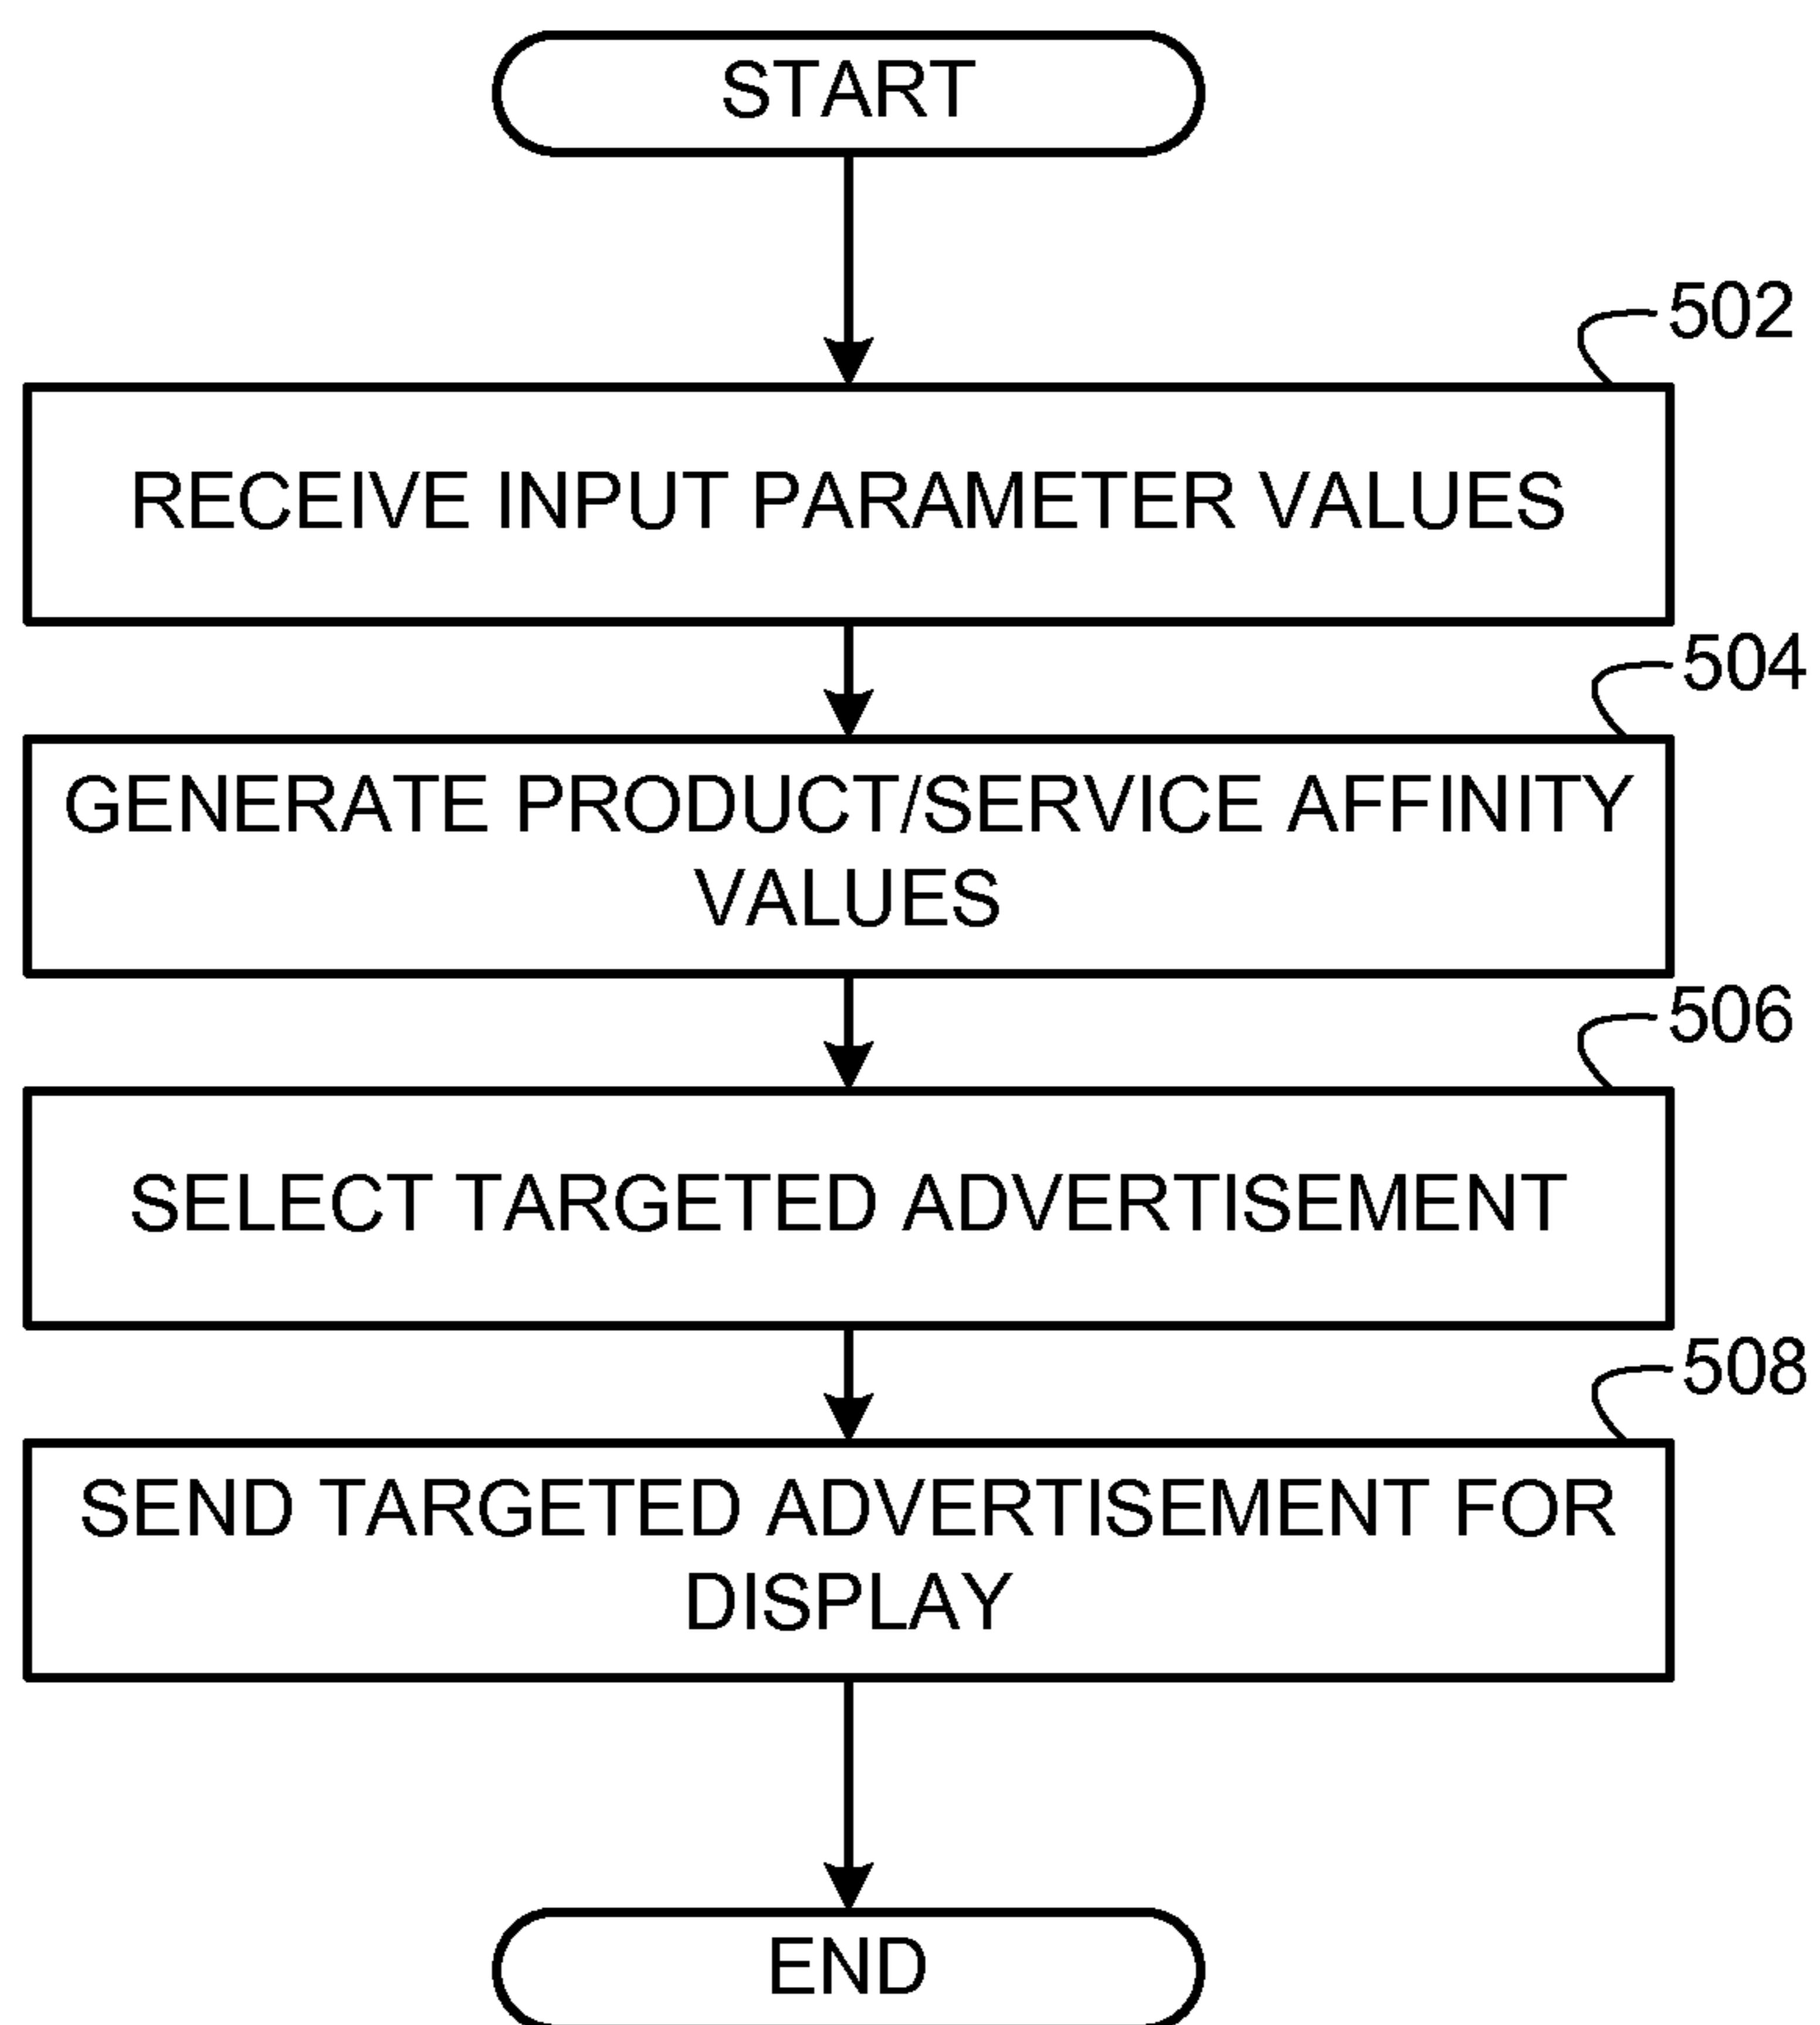 START
502
RECEIVE INPUT PARAMETER VALUES
504
GENERATE PRODUCT/SERVICE AFFINITY
VALUES
506
SELECT TARGETED ADVERTISEMENT
508
SEND TARGETED ADVERTISEMENT FOR
DISPLAY
END